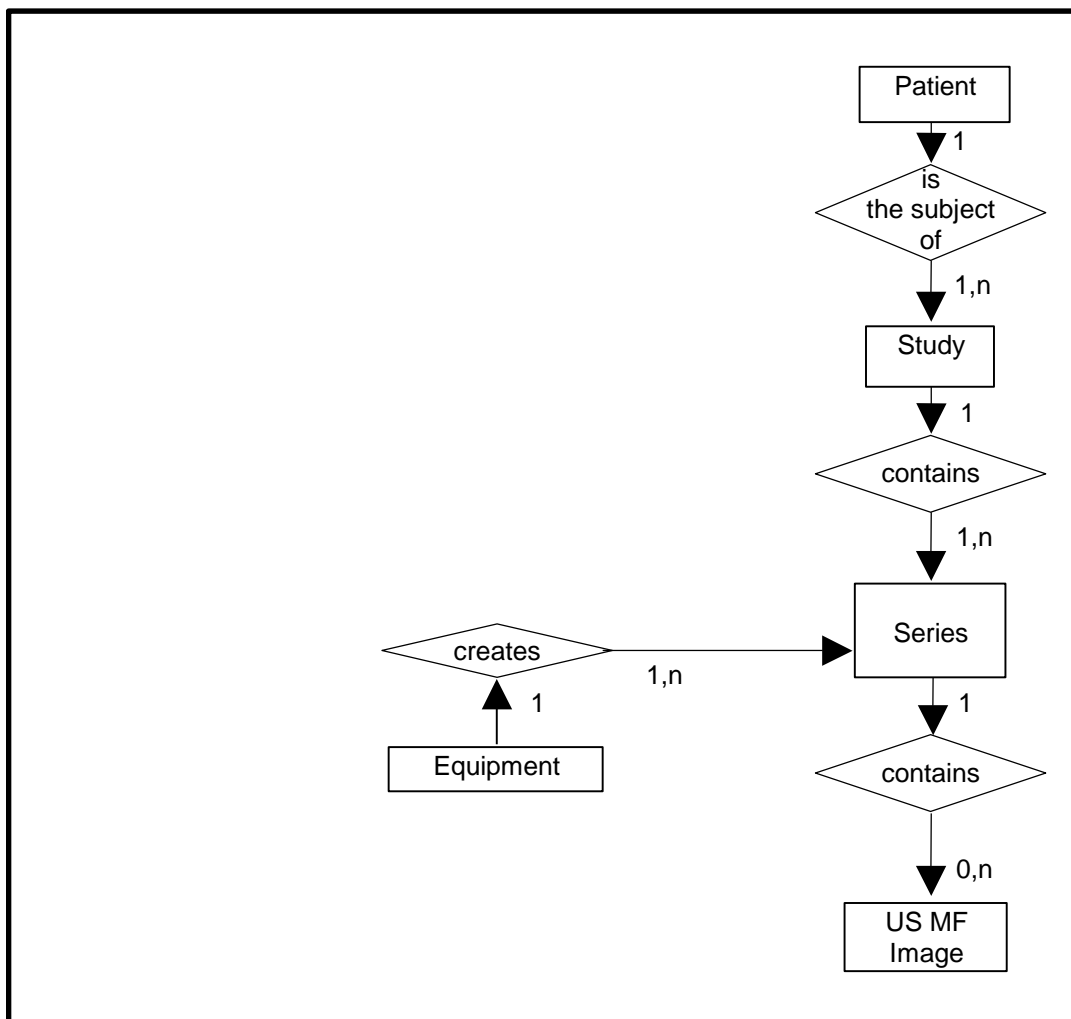 Patient
1
is
the subject
of
1,n
Study
1
contains
1,n
Series
creates
1,n
1
Equipment
1
contains
0,n
US MF
Image